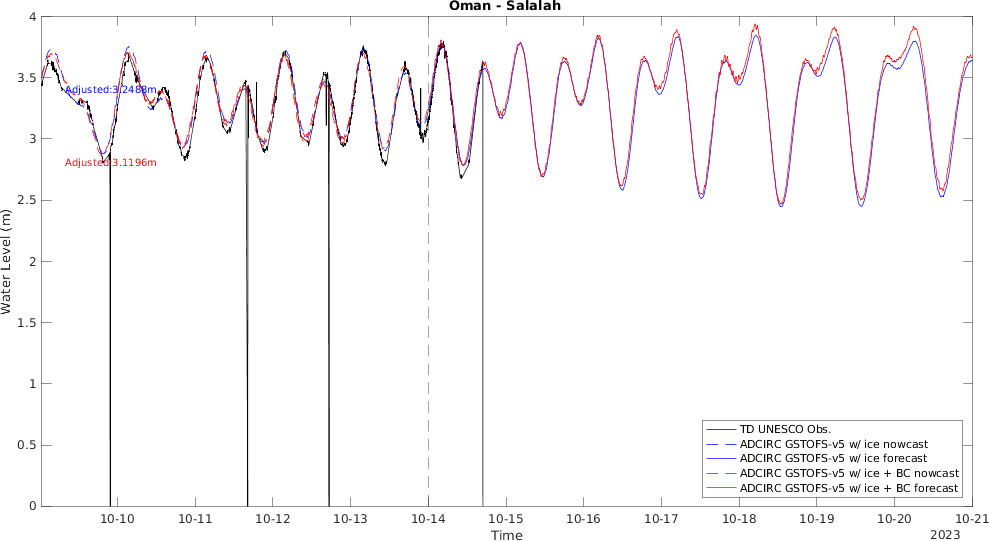 Oman - Salalah
4
3.5
3
2.5
2
1.5
1
0.5
0
Water Level (m)
Adjusted:3.2488m
Adjusted:3.1196m
TD UNESCO Obs.
ADCIRC GSTOFS-v5 w/ ice nowcast
ADCIRC GSTOFS-v5 w/ ice forecast
ADCIRC GSTOFS-v5 w/ ice + BC nowcast
ADCIRC GSTOFS-v5 w/ ice + BC forecast
10-10 10-11 10-12 10-13 10-14 10-15 10-16 10-17 10-18 10-19 10-20 10-21
Time
2023